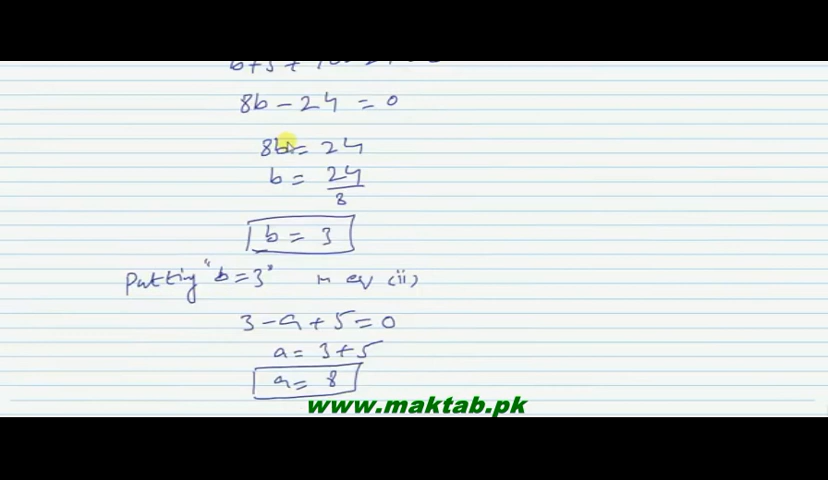 8b - 24 = 0
8b = 24
b = 24/8
b = 3
Putting "b = 3" in eq (ii)
3 - a + 5 = 0
a = 3 + 5
a = 8
www.maktab.pk